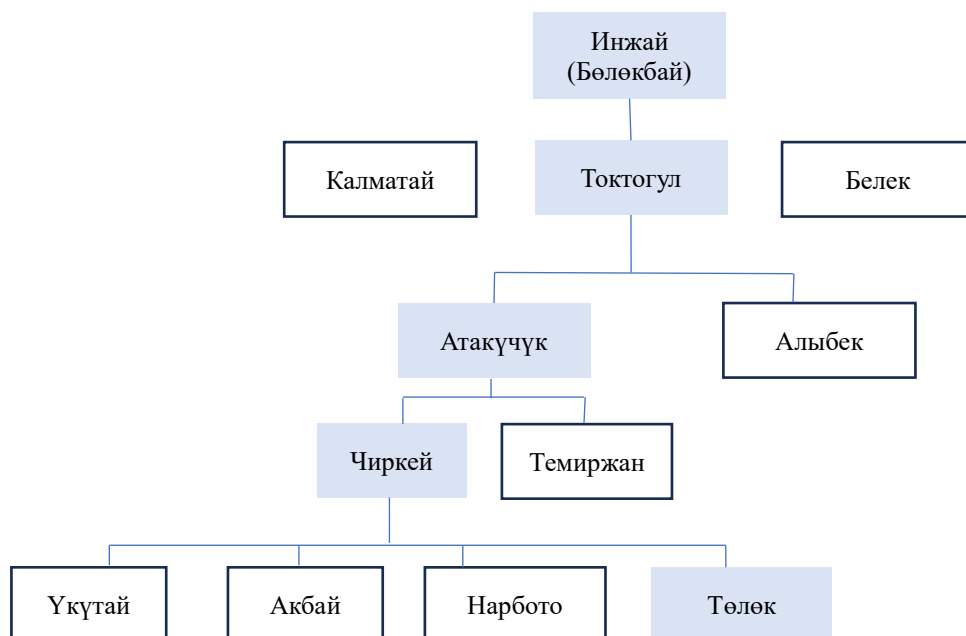 Инжай
(Бөлөкбай)
Калматай
Токтогул
Белек
Атакүчүк
Алыбек
Чиркей
Темиржан
Үкүтай
Акбай
Нарбото
Төлөк